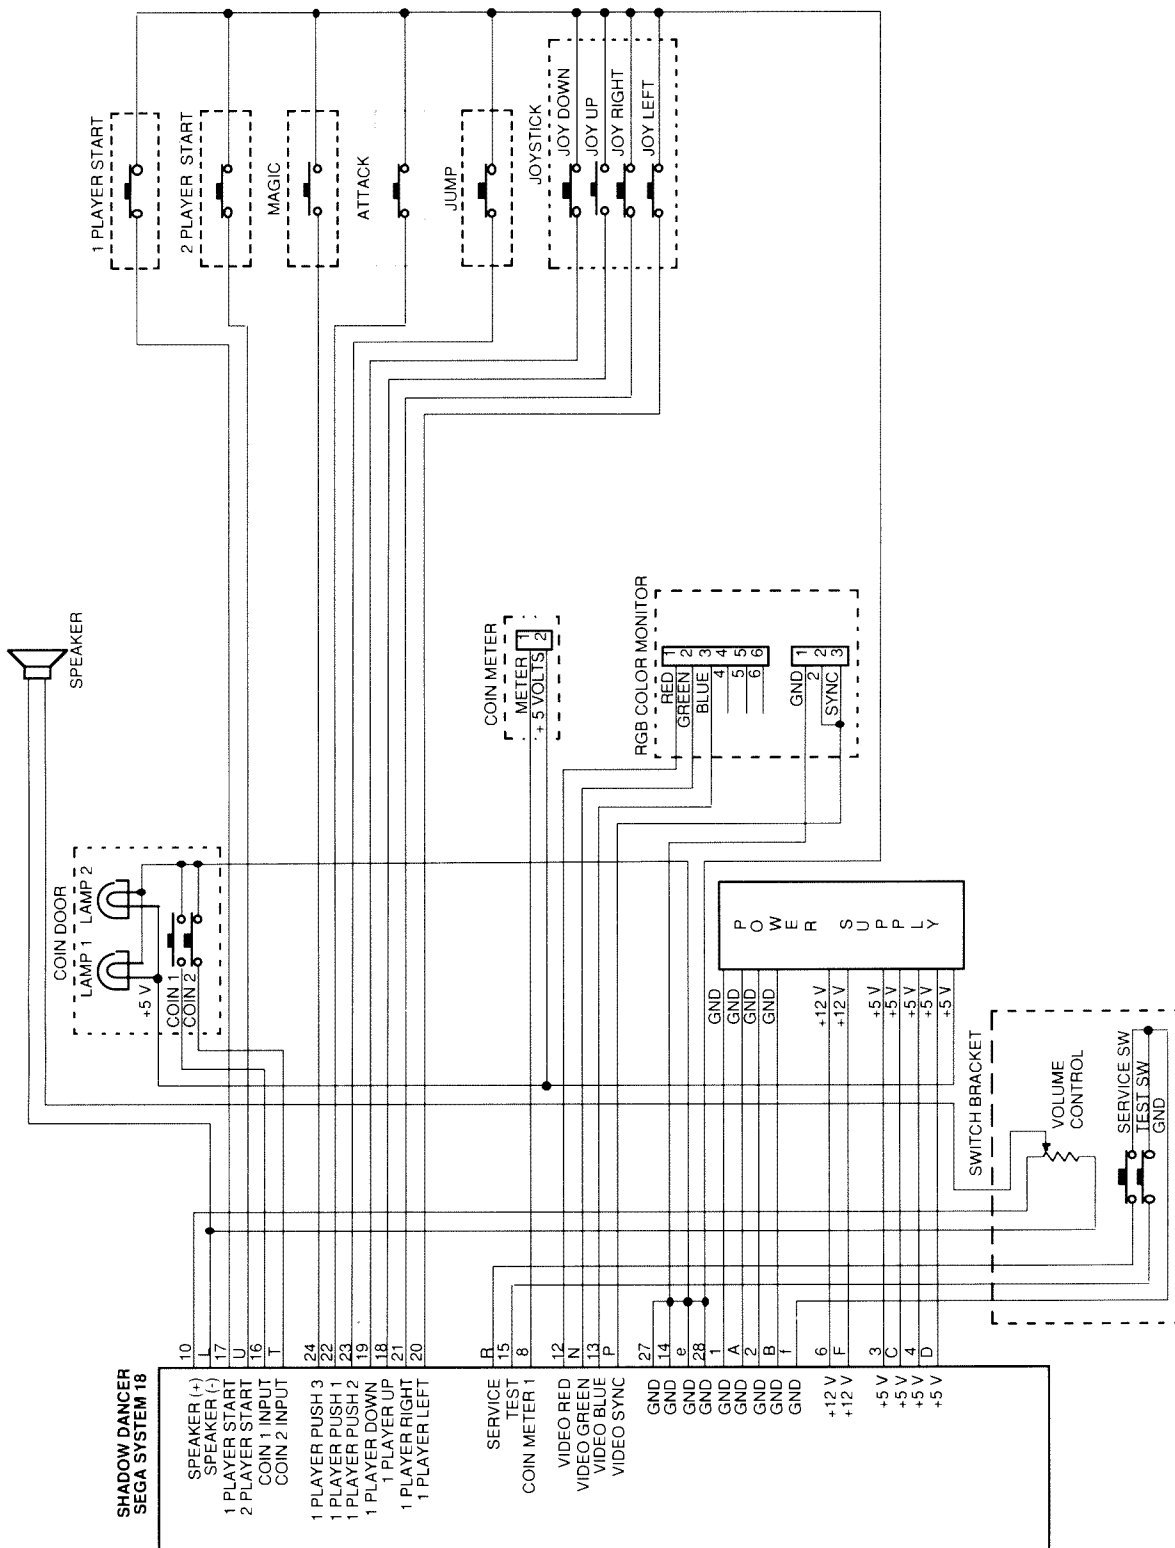 SHADOW DANCER
SEGA SYSTEM 18
SPEAKER (+) 10
SPEAKER (-) L
1 PLAYER START 17
2 PLAYER START U
COIN 1 INPUT 16
COIN 2 INPUT T
1 PLAYER PUSH 3 24
1 PLAYER PUSH 1 22
1 PLAYER PUSH 2 23
1 PLAYER DOWN 19
1 PLAYER UP 18
1 PLAYER RIGHT 21
1 PLAYER LEFT 20
SERVICE R
TEST 15
COIN METER 1 8
VIDEO RED 12
VIDEO GREEN N
VIDEO BLUE 13
VIDEO SYNC P
GND 27
GND 14
GND e
GND 28
GND 1
GND A
GND 2
GND B
GND f
+12 V 6
+12 V F
+5 V 3
+5 V C
+5 V 4
+5 V D
SPEAKER
COIN DOOR
LAMP 1 LAMP 2
+5 V
COIN 1
COIN 2
1 PLAYER START
2 PLAYER START
MAGIC
ATTACK
JUMP
JOYSTICK
JOY DOWN
JOY UP
JOY RIGHT
JOY LEFT
COIN METER
METER 1
+ 5 VOLTS 2
RGB COLOR MONITOR
RED 1
GREEN 2
BLUE 3
4 4
5 5
6 6
GND 1
2 2
SYNC 3
POWER SUPPLY
GND
GND
GND
GND
+12 V
+12 V
+5 V
+5 V
+5 V
+5 V
+5 V
SWITCH BRACKET
VOLUME
CONTROL
SERVICE SW
TEST SW
GND